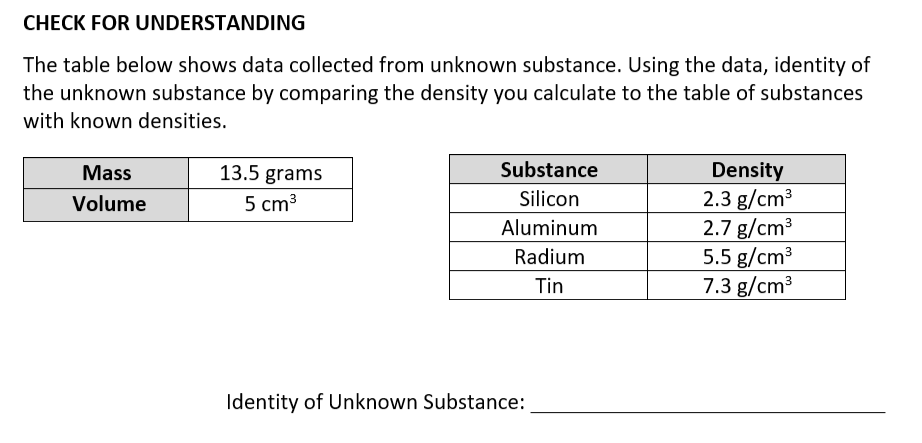 CHECK FOR UNDERSTANDING
The table below shows data collected from unknown substance. Using the data, identity of
the unknown substance by comparing the density you calculate to the table of substances
with known densities.
Mass 13.5 grams
Volume 5 cm³
Substance Density
Silicon 2.3 g/cm³
Aluminum 2.7 g/cm³
Radium 5.5 g/cm³
Tin 7.3 g/cm³
Identity of Unknown Substance: